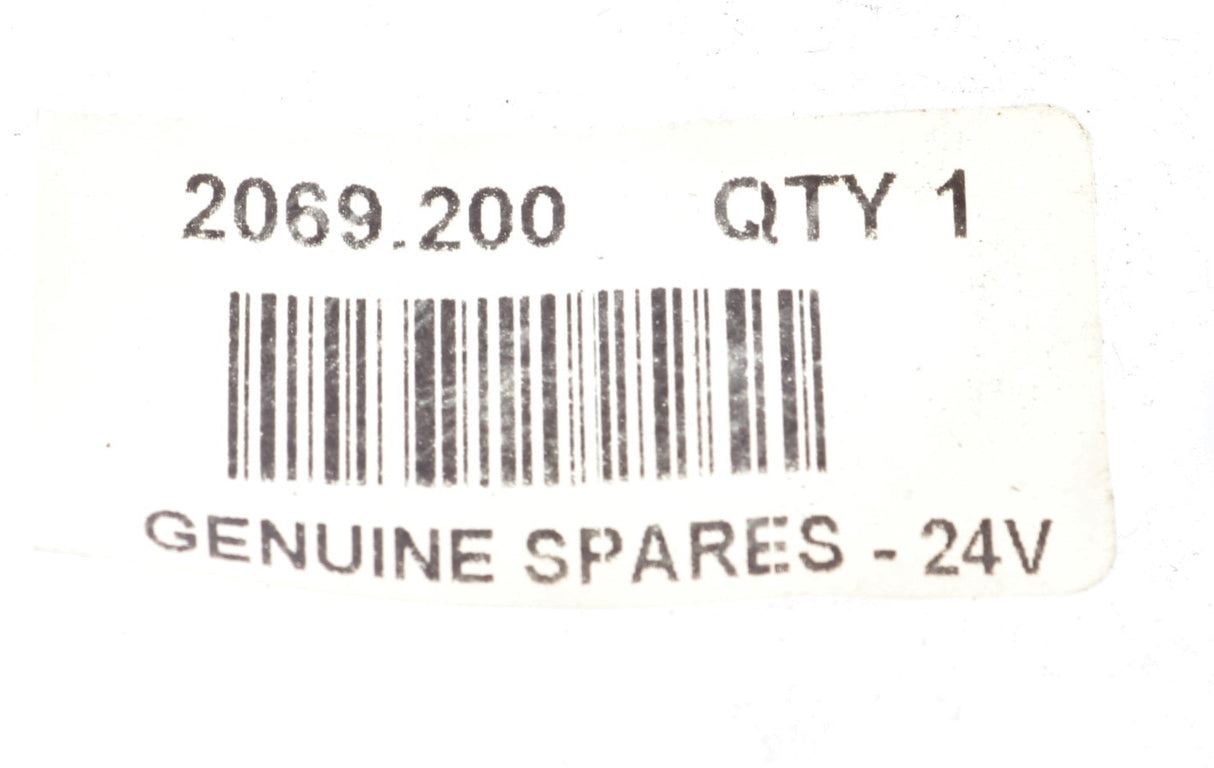 2069.200 QTY 1
GENUINE SPARES - 24V